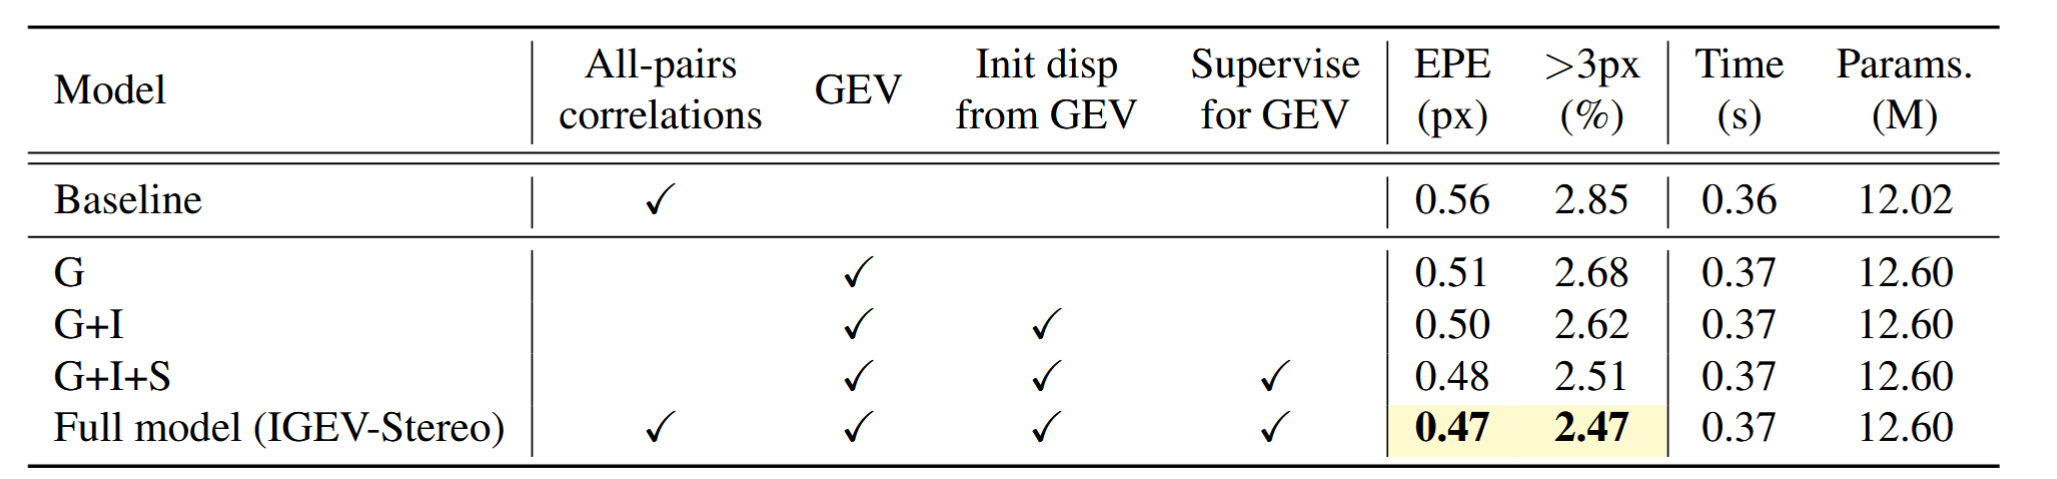 Model All-pairs correlations GEV Init disp from GEV Supervise for GEV EPE (px) >3px (%) Time (s) Params. (M)
Baseline ✓ 0.56 2.85 0.36 12.02
G ✓ 0.51 2.68 0.37 12.60
G+I ✓ ✓ 0.50 2.62 0.37 12.60
G+I+S ✓ ✓ ✓ 0.48 2.51 0.37 12.60
Full model (IGEV-Stereo) ✓ ✓ ✓ ✓ 0.47 2.47 0.37 12.60